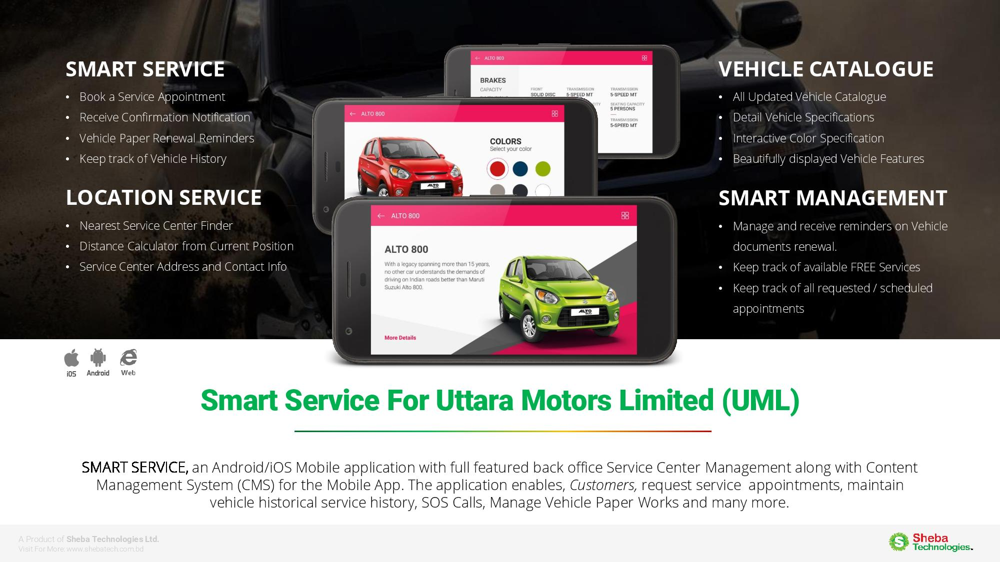 SMART SERVICE
• Book a Service Appointment
• Receive Confirmation Notification
• Vehicle Paper Renewal Reminders
• Keep track of Vehicle History
LOCATION SERVICE
• Nearest Service Center Finder
• Distance Calculator from Current Position
• Service Center Address and Contact Info
ALTO 800
BRAKES
CAPACITY
FRONT
SOLID DISC
TRANSMISSION
5-SPEED MT
TRANSMISSION
5-SPEED MT
SEATING CAPACITY
5 PERSONS
TRANSMISSION
5-SPEED MT
ALTO 800
COLORS
Select your color
ALTO 800
ALTO 800
ALTO 800
With a legacy spanning more than 15 years,
no other car understands the demands of
driving on Indian roads better than Maruti
Suzuki Alto 800.
ALTO 800
More Details
VEHICLE CATALOGUE
• All Updated Vehicle Catalogue
• Detail Vehicle Specifications
• Interactive Color Specification
• Beautifully displayed Vehicle Features
SMART MANAGEMENT
• Manage and receive reminders on Vehicle
documents renewal.
• Keep track of available FREE Services
• Keep track of all requested / scheduled
appointments
iOS Android Web
Smart Service For Uttara Motors Limited (UML)
SMART SERVICE, an Android/iOS Mobile application with full featured back office Service Center Management along with Content
Management System (CMS) for the Mobile App. The application enables, Customers, request service appointments, maintain
vehicle historical service history, SOS Calls, Manage Vehicle Paper Works and many more.
A Product of Sheba Technologies Ltd.
Visit For More: www.shebatech.com.bd
Sheba
Technologies